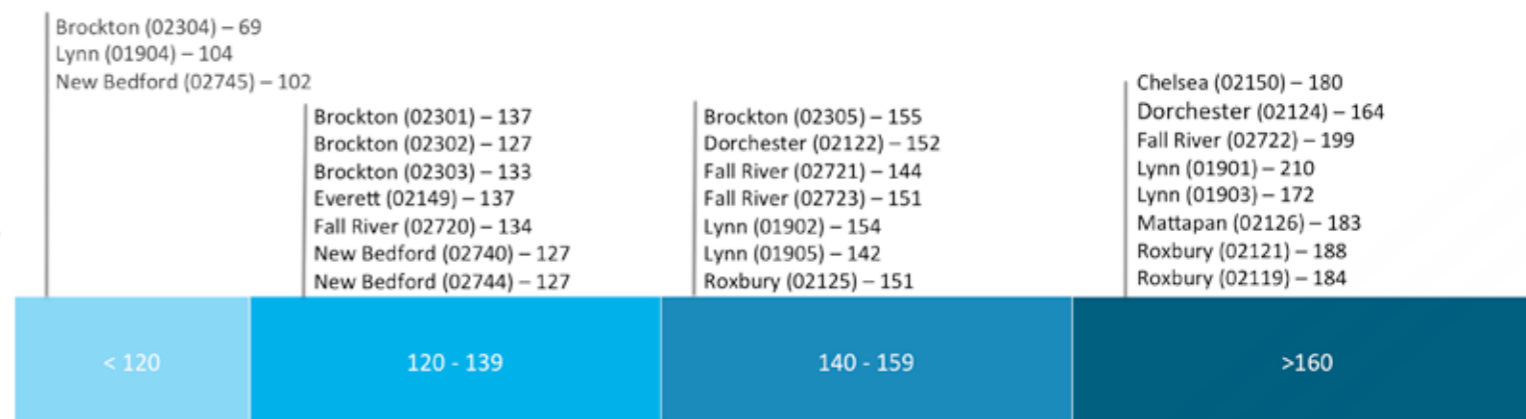 Brockton (02304) – 69
Lynn (01904) – 104
New Bedford (02745) – 102
Brockton (02301) – 137
Brockton (02302) – 127
Brockton (02303) – 133
Everett (02149) – 137
Fall River (02720) – 134
New Bedford (02740) – 127
New Bedford (02744) – 127
Brockton (02305) – 155
Dorchester (02122) – 152
Fall River (02721) – 144
Fall River (02723) – 151
Lynn (01902) – 154
Lynn (01905) – 142
Roxbury (02125) – 151
Chelsea (02150) – 180
Dorchester (02124) – 164
Fall River (02722) – 199
Lynn (01901) – 210
Lynn (01903) – 172
Mattapan (02126) – 183
Roxbury (02121) – 188
Roxbury (02119) – 184
< 120
120 - 139
140 - 159
>160